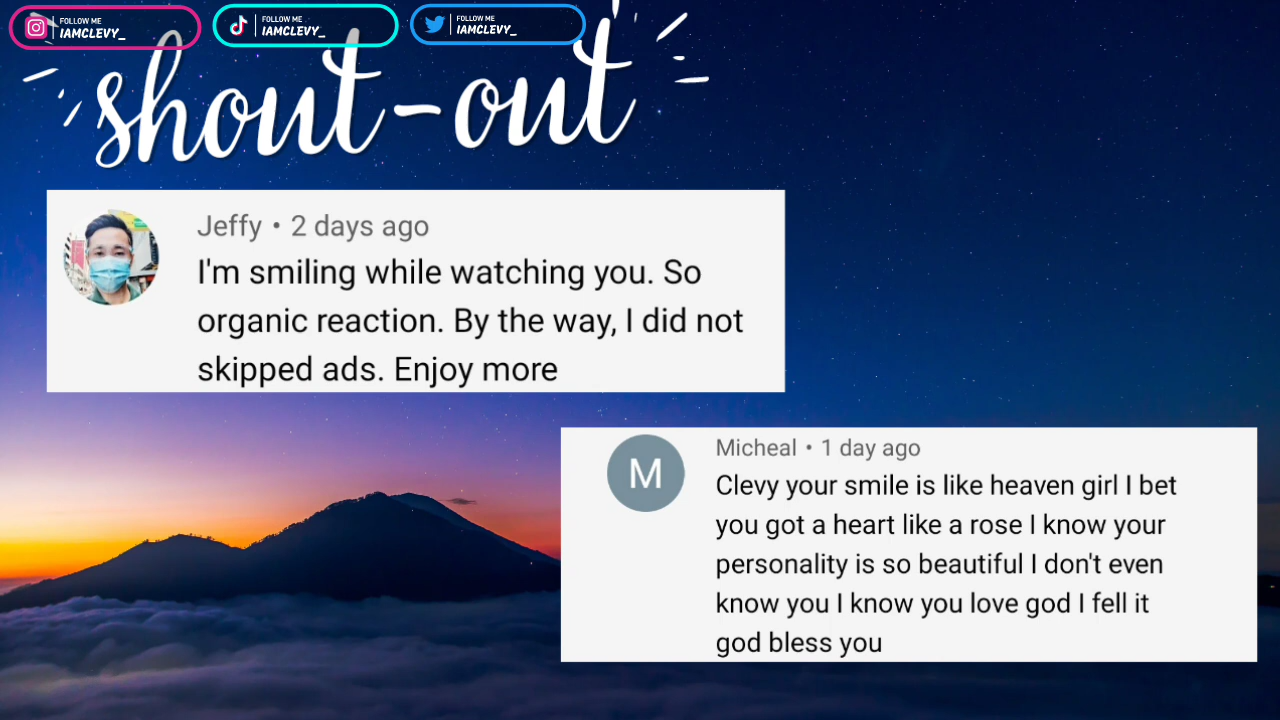 FOLLOW ME
IAMCLEVY_
FOLLOW ME
IAMCLEVY_
FOLLOW ME
IAMCLEVY_
shout-out
Jeffy • 2 days ago
I'm smiling while watching you. So
organic reaction. By the way, I did not
skipped ads. Enjoy more
M
Micheal • 1 day ago
Clevy your smile is like heaven girl I bet
you got a heart like a rose I know your
personality is so beautiful I don't even
know you I know you love god I fell it
god bless you